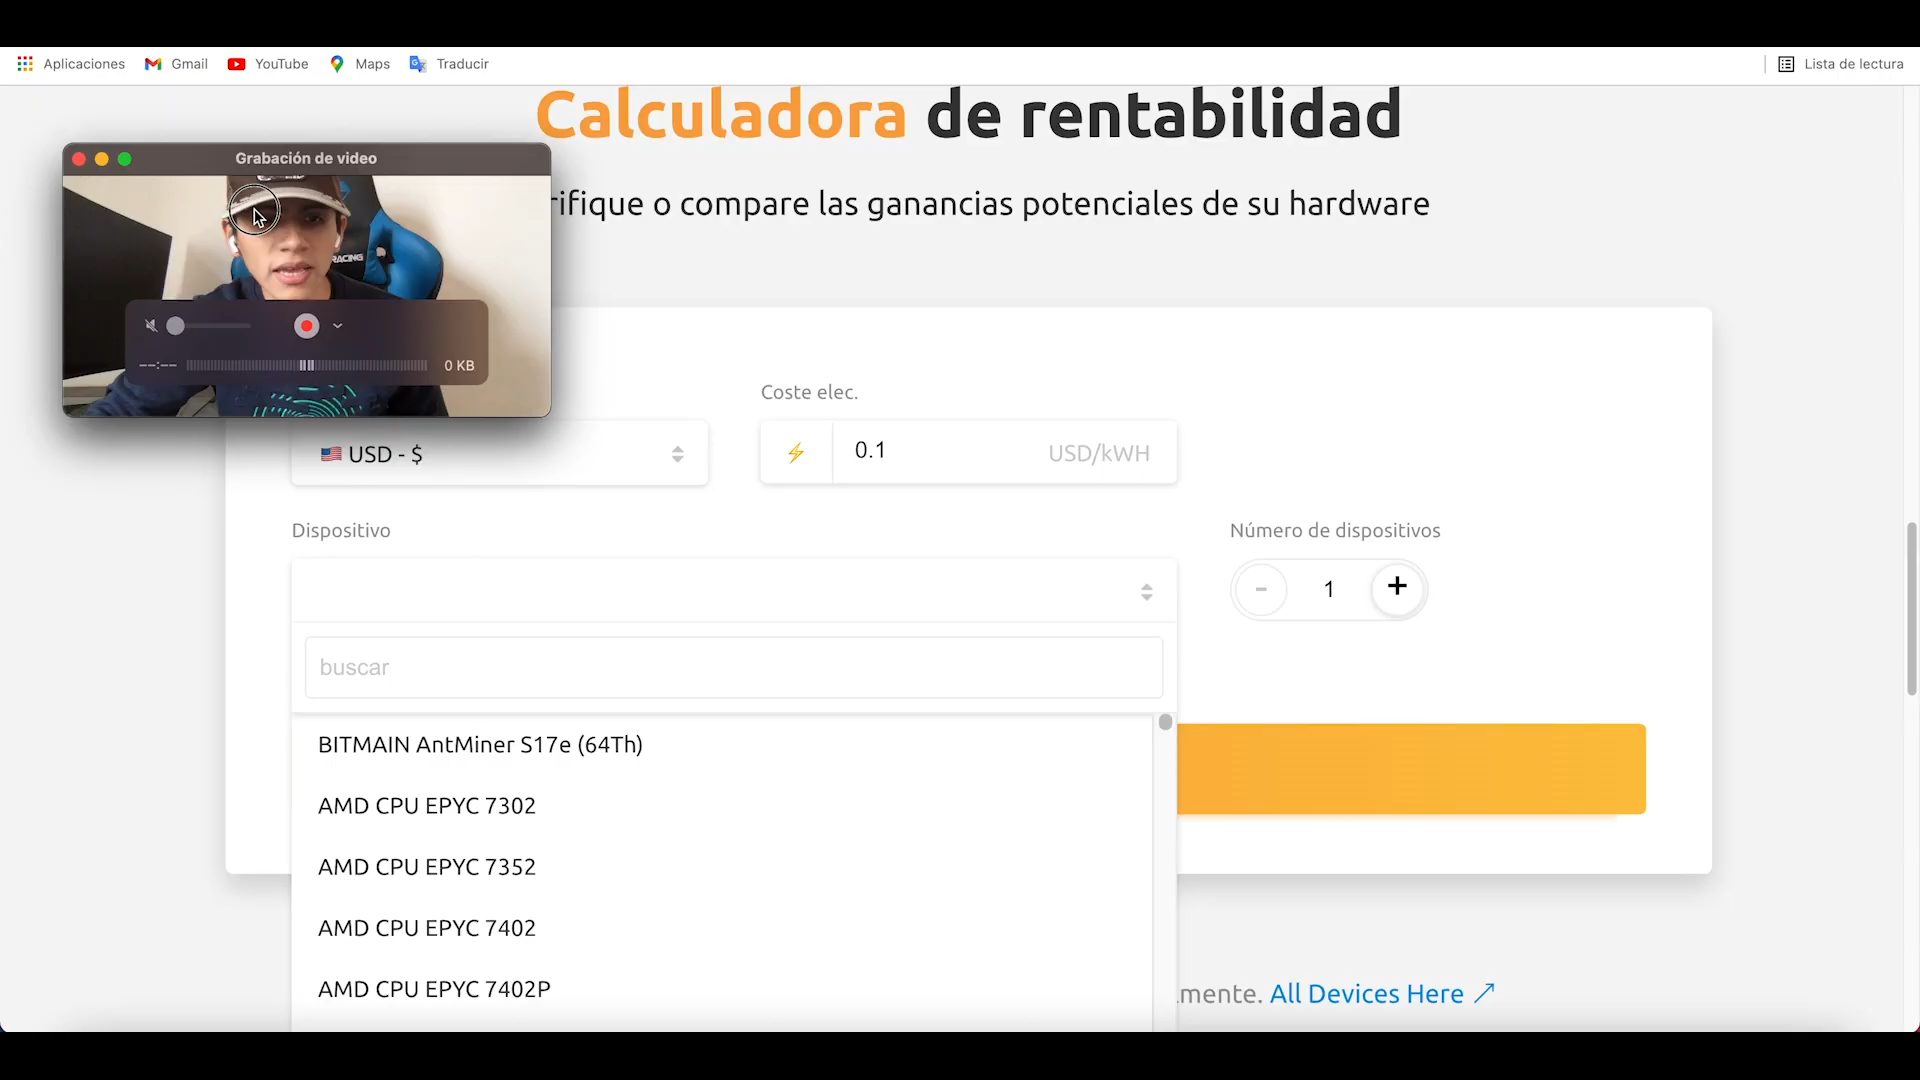 Aplicaciones
Gmail
YouTube
Maps
Traducir
Lista de lectura
Calculadora de rentabilidad
rifique o compare las ganancias potenciales de su hardware
Grabación de video
RACING
--:--
0 KB
Coste elec.
USD - $
0.1
USD/kWH
Dispositivo
Número de dispositivos
-
1
+
buscar
BITMAIN AntMiner S17e (64Th)
AMD CPU EPYC 7302
AMD CPU EPYC 7352
AMD CPU EPYC 7402
AMD CPU EPYC 7402P
mente. All Devices Here